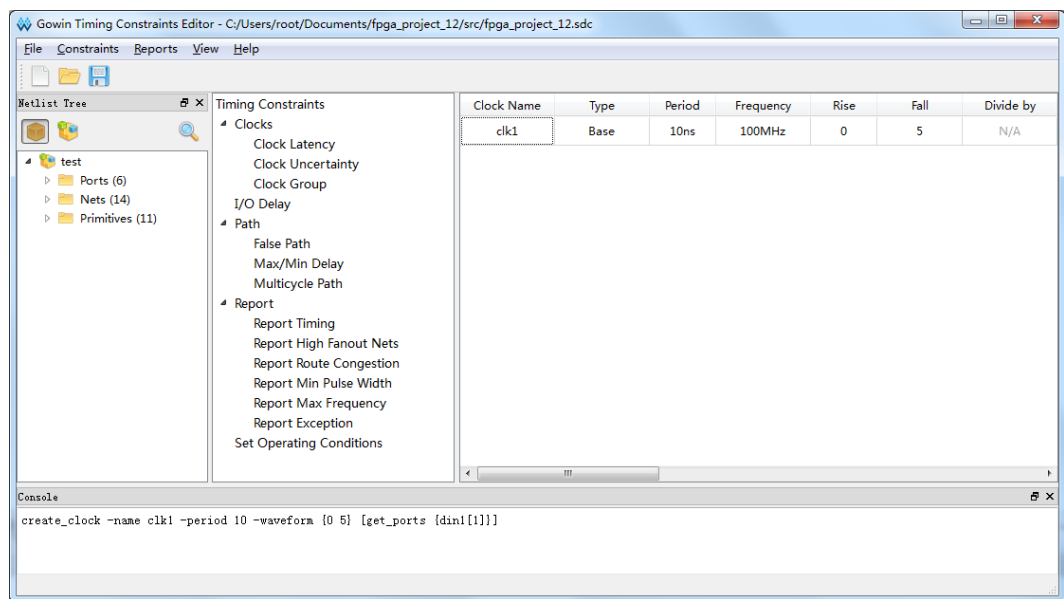 Gowin Timing Constraints Editor - C:/Users/root/Documents/fpga_project_12/src/fpga_project_12.sdc
File Constraints Reports View Help
Netlist Tree
test
Ports (6)
Nets (14)
Primitives (11)
Timing Constraints
Clocks
Clock Latency
Clock Uncertainty
Clock Group
I/O Delay
Path
False Path
Max/Min Delay
Multicycle Path
Report
Report Timing
Report High Fanout Nets
Report Route Congestion
Report Min Pulse Width
Report Max Frequency
Report Exception
Set Operating Conditions
Clock Name Type Period Frequency Rise Fall Divide by
clk1 Base 10ns 100MHz 0 5 N/A
Console
create_clock -name clk1 -period 10 -waveform {0 5} [get_ports {din1[1]}]